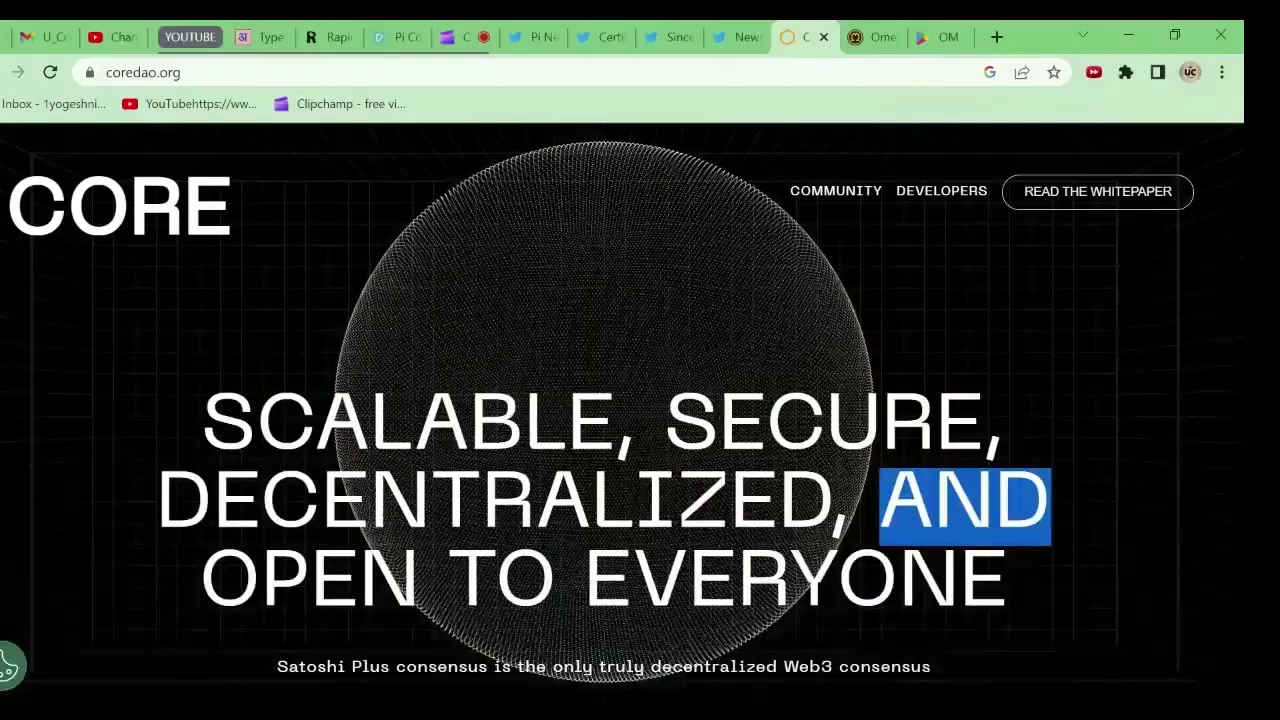 U_C
Chan
YOUTUBE
Type
Rapi
Pi Co
C
Pi Ne
Certi
Since
New
C
Ome
OM
coredao.org
Inbox - 1yogeshni...
YouTubehttps://ww...
Clipchamp - free vi...
CORE
COMMUNITY
DEVELOPERS
READ THE WHITEPAPER
SCALABLE, SECURE,
DECENTRALIZED, AND
OPEN TO EVERYONE
Satoshi Plus consensus is the only truly decentralized Web3 consensus